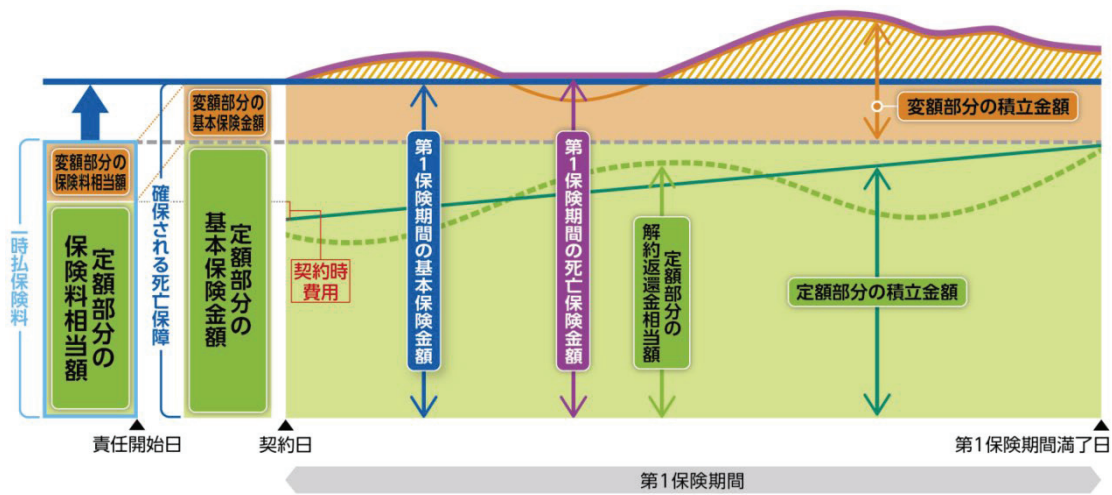 一時払保険料
変額部分の
保険料相当額
定額部分の
保険料相当額
確保される死亡保障
変額部分の
基本保険金額
定額部分の
基本保険金額
契約時
費用
第1保険期間の基本保険金額
第1保険期間の死亡保険金額
定額部分の
解約返還金相当額
変額部分の積立金額
定額部分の積立金額
責任開始日
契約日
第1保険期間満了日
第1保険期間